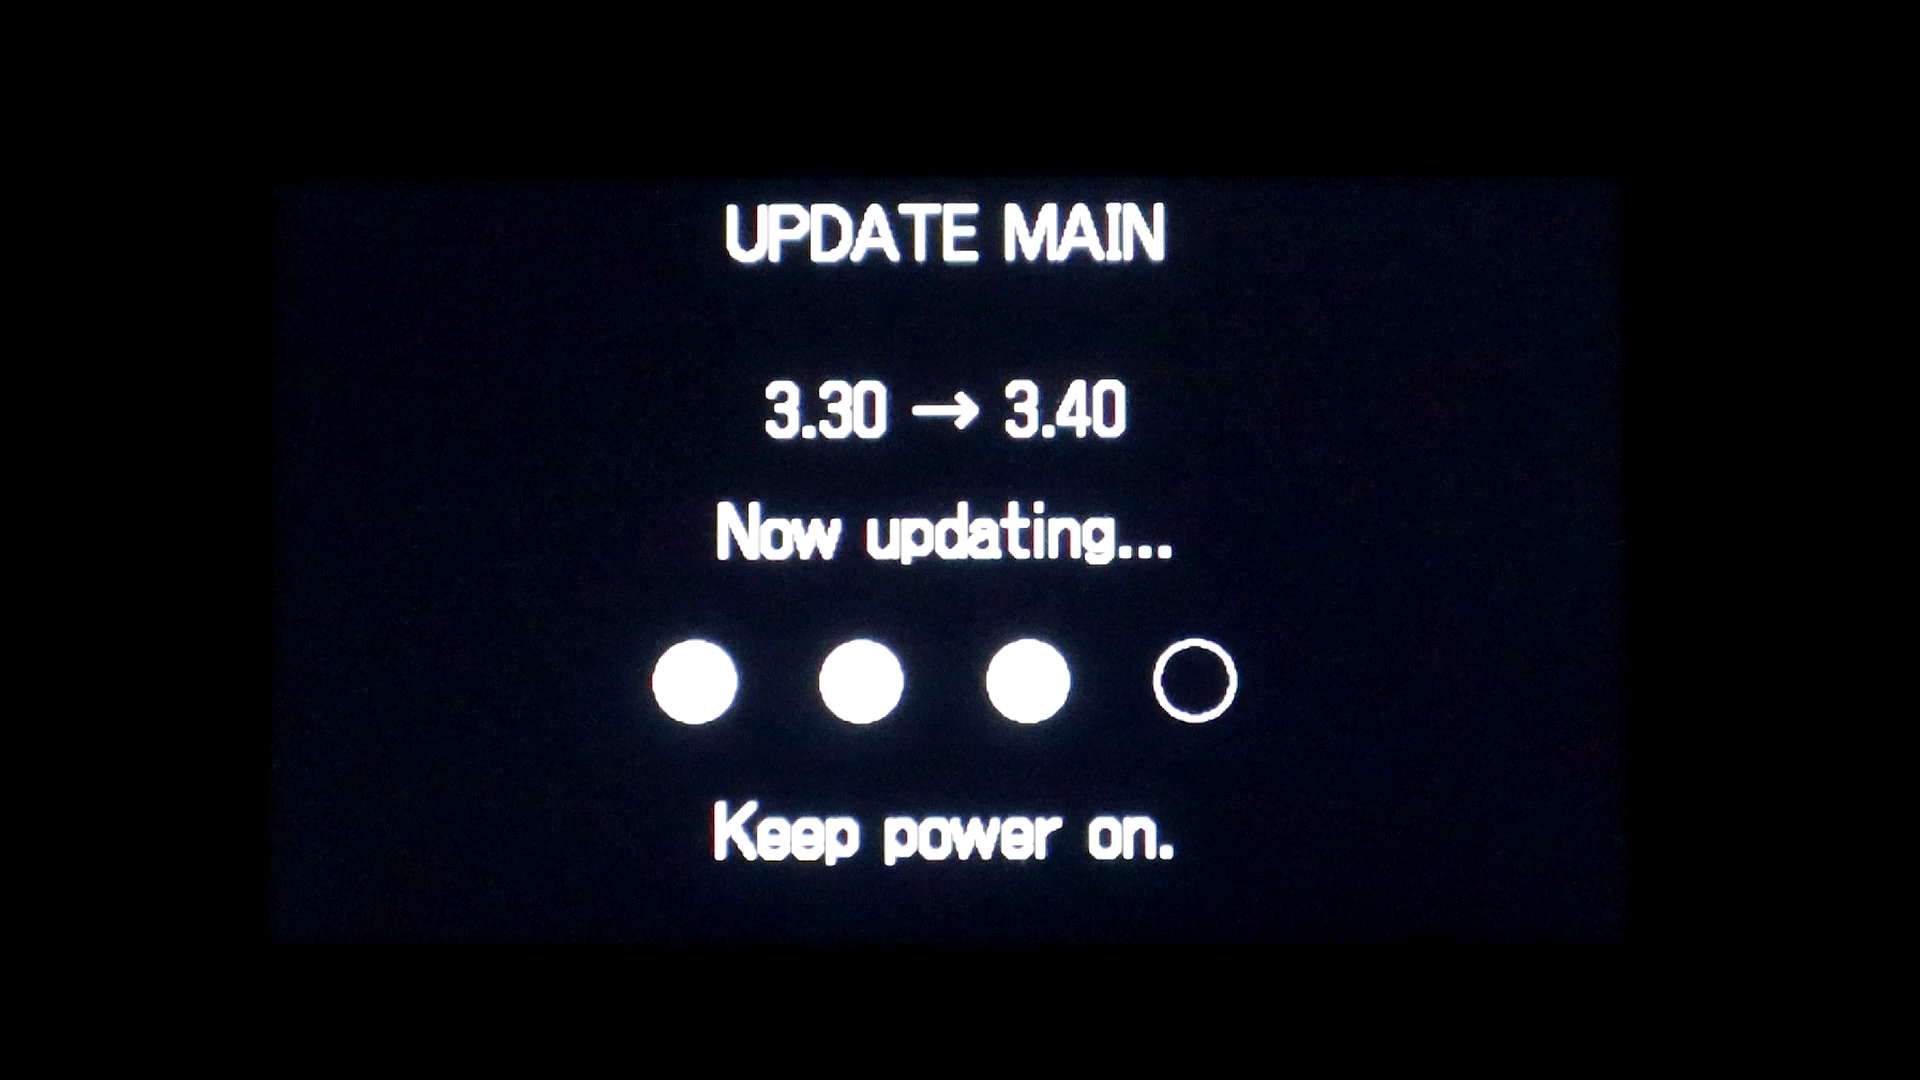 UPDATE MAIN
3.30 → 3.40
Now updating...
Keep power on.